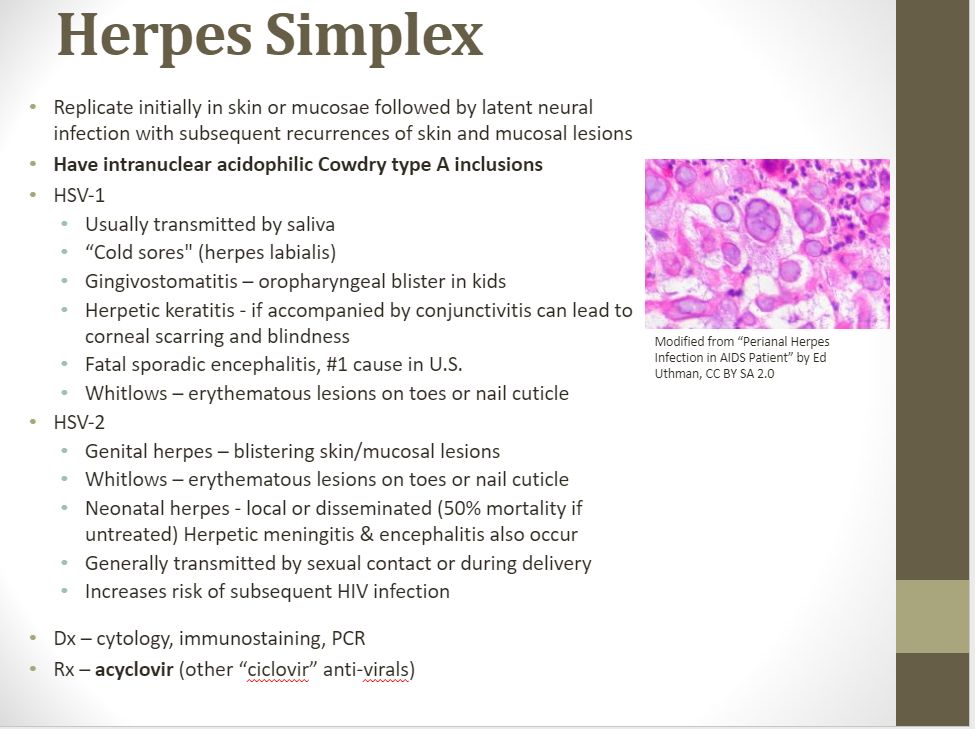 Herpes Simplex
• Replicate initially in skin or mucosae followed by latent neural
infection with subsequent recurrences of skin and mucosal lesions
• Have intranuclear acidophilic Cowdry type A inclusions
• HSV-1
• Usually transmitted by saliva
• “Cold sores" (herpes labialis)
• Gingivostomatitis – oropharyngeal blister in kids
• Herpetic keratitis - if accompanied by conjunctivitis can lead to
corneal scarring and blindness
• Fatal sporadic encephalitis, #1 cause in U.S.
• Whitlows – erythematous lesions on toes or nail cuticle
• HSV-2
• Genital herpes – blistering skin/mucosal lesions
• Whitlows – erythematous lesions on toes or nail cuticle
• Neonatal herpes - local or disseminated (50% mortality if
untreated) Herpetic meningitis & encephalitis also occur
• Generally transmitted by sexual contact or during delivery
• Increases risk of subsequent HIV infection
• Dx – cytology, immunostaining, PCR
• Rx – acyclovir (other “ciclovir” anti-virals)
Modified from “Perianal Herpes
Infection in AIDS Patient” by Ed
Uthman, CC BY SA 2.0